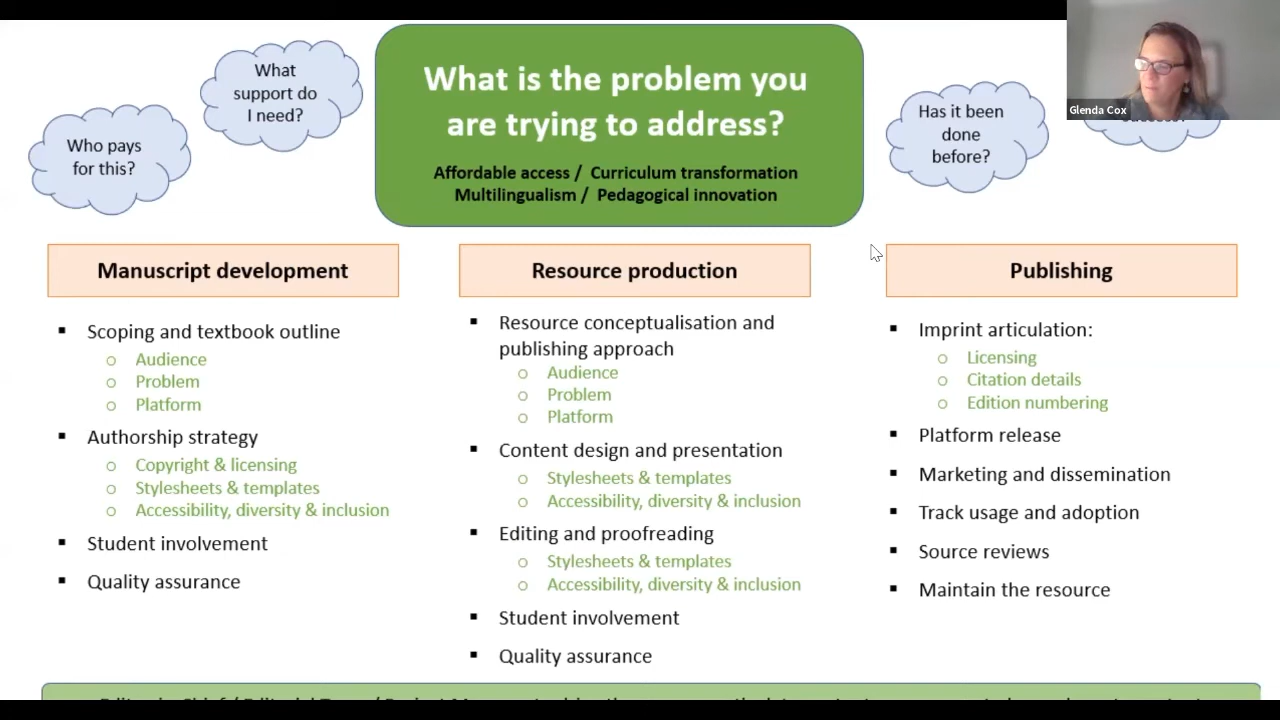 What
support do
I need?
Who pays
for this?
What is the problem you
are trying to address?
Affordable access / Curriculum transformation
Multilingualism / Pedagogical innovation
Has it been
done
before?
Glenda Cox
Manuscript development
▪ Scoping and textbook outline
o Audience
o Problem
o Platform
▪ Authorship strategy
o Copyright & licensing
o Stylesheets & templates
o Accessibility, diversity & inclusion
▪ Student involvement
▪ Quality assurance
Resource production
▪ Resource conceptualisation and
publishing approach
o Audience
o Problem
o Platform
▪ Content design and presentation
o Stylesheets & templates
o Accessibility, diversity & inclusion
▪ Editing and proofreading
o Stylesheets & templates
o Accessibility, diversity & inclusion
▪ Student involvement
▪ Quality assurance
Publishing
▪ Imprint articulation:
o Licensing
o Citation details
o Edition numbering
▪ Platform release
▪ Marketing and dissemination
▪ Track usage and adoption
▪ Source reviews
▪ Maintain the resource